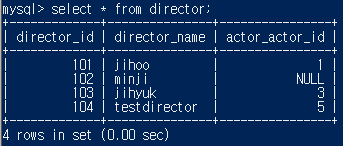 mysql> select * from director;
+-------------+---------------+----------------+
| director_id | director_name | actor_actor_id |
+-------------+---------------+----------------+
|         101 | jihoo         |              1 |
|         102 | minji         |           NULL |
|         103 | jihyuk        |              3 |
|         104 | testdirector  |              5 |
+-------------+---------------+----------------+
4 rows in set (0.00 sec)